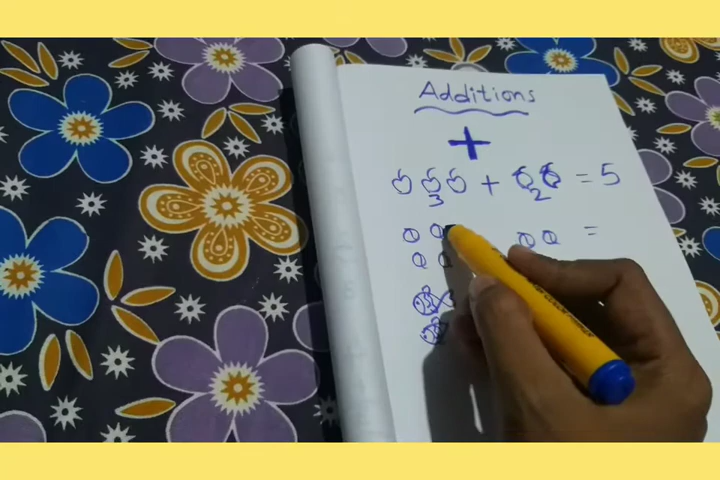 Additions
+
+ = 5
3 2
=